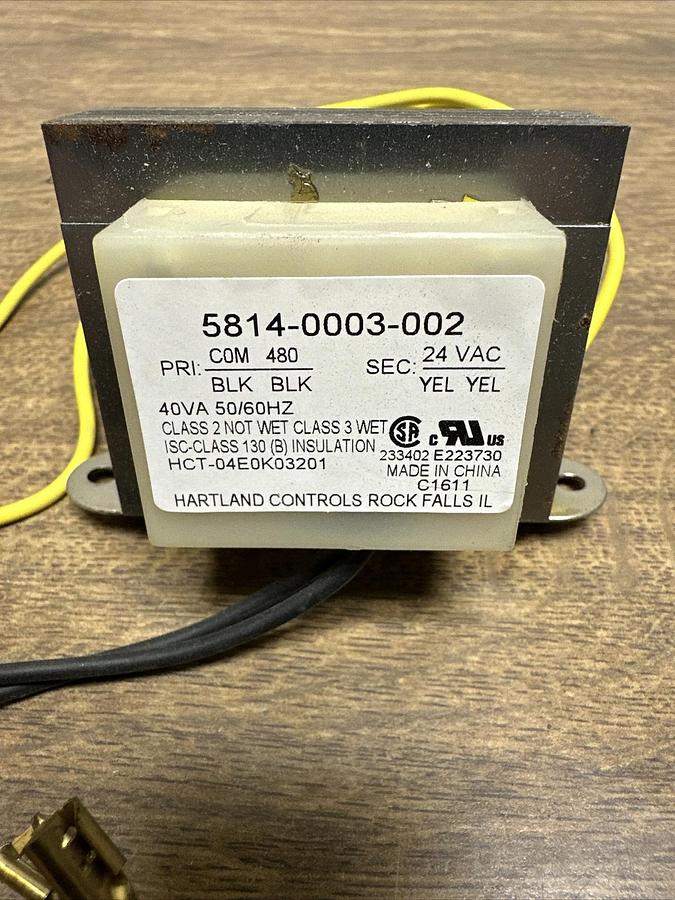 5814-0003-002
PRI: COM 480 SEC: 24 VAC
BLK BLK YEL YEL
40VA 50/60HZ
CLASS 2 NOT WET CLASS 3 WET
ISC-CLASS 130 (B) INSULATION
HCT-04E0K03201
SA c RU US
233402 E223730
MADE IN CHINA
C1611
HARTLAND CONTROLS ROCK FALLS IL